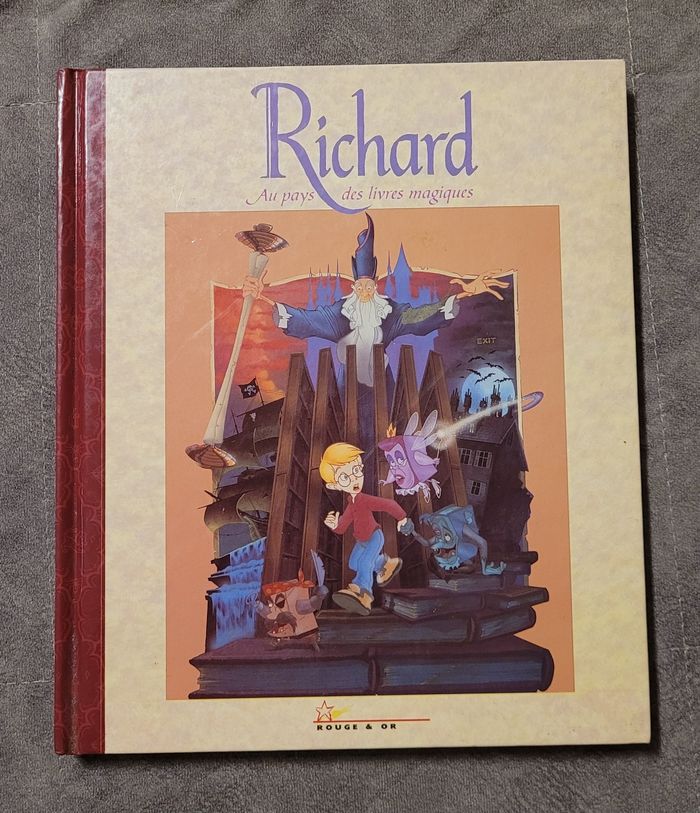 Richard
Au pays des livres magiques
EXIT
ROUGE & OR